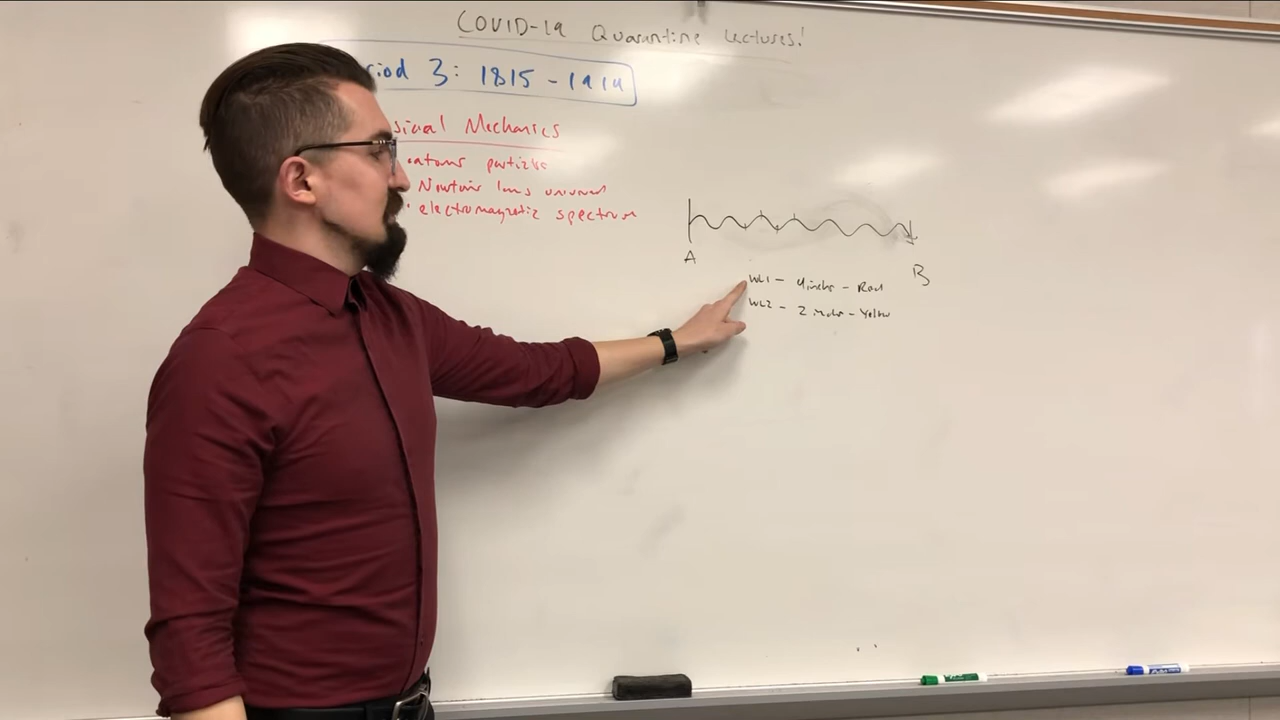 COVID-19 Quarantine Lectures!
riod 3: 1815 - 1914
sical Mechanics
• atoms particles
Newton's laws universal
• electromagnetic spectrum
A
B
WL1 - 4 inches - Red
WL2 - 2 inches - Yellow